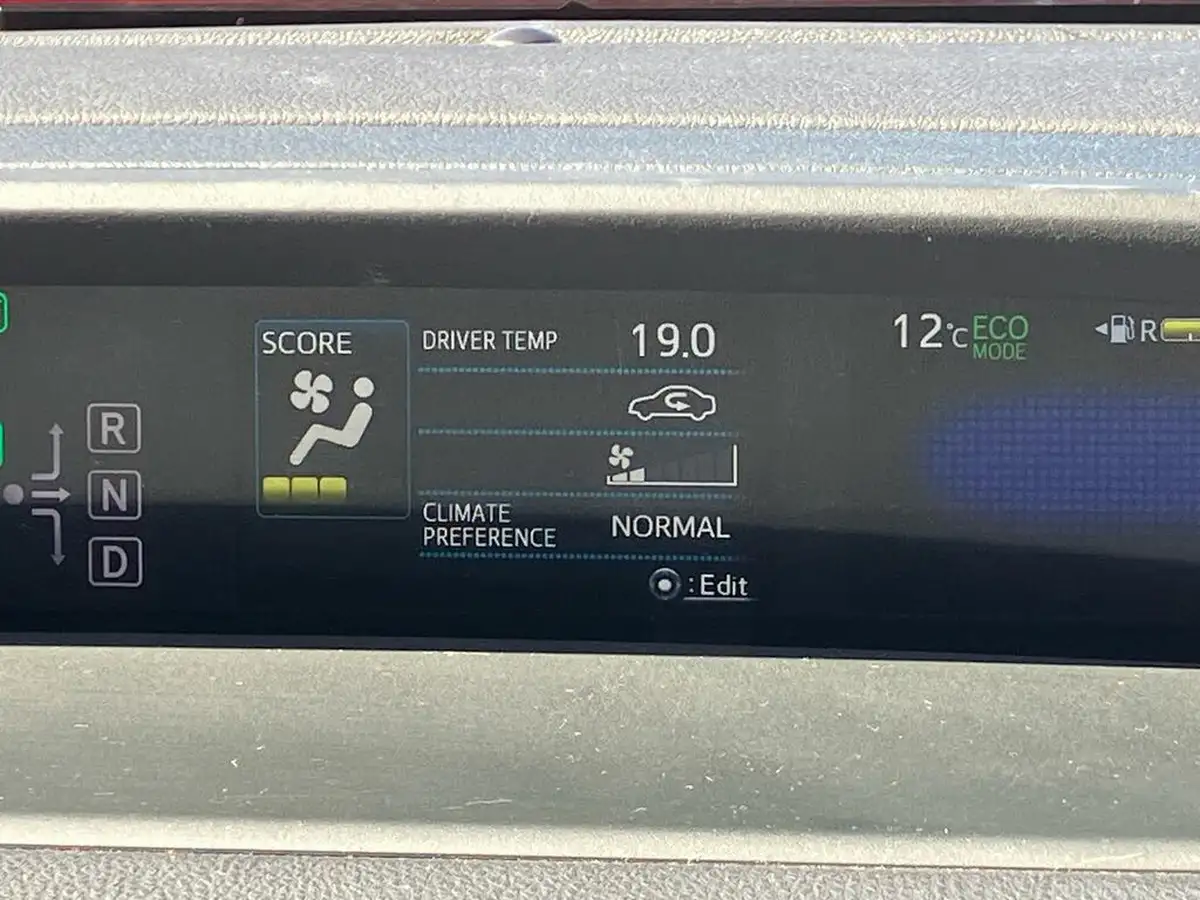 SCORE
DRIVER TEMP 19.0
12°C ECO
MODE
R
R
N
D
CLIMATE
PREFERENCE NORMAL
:Edit